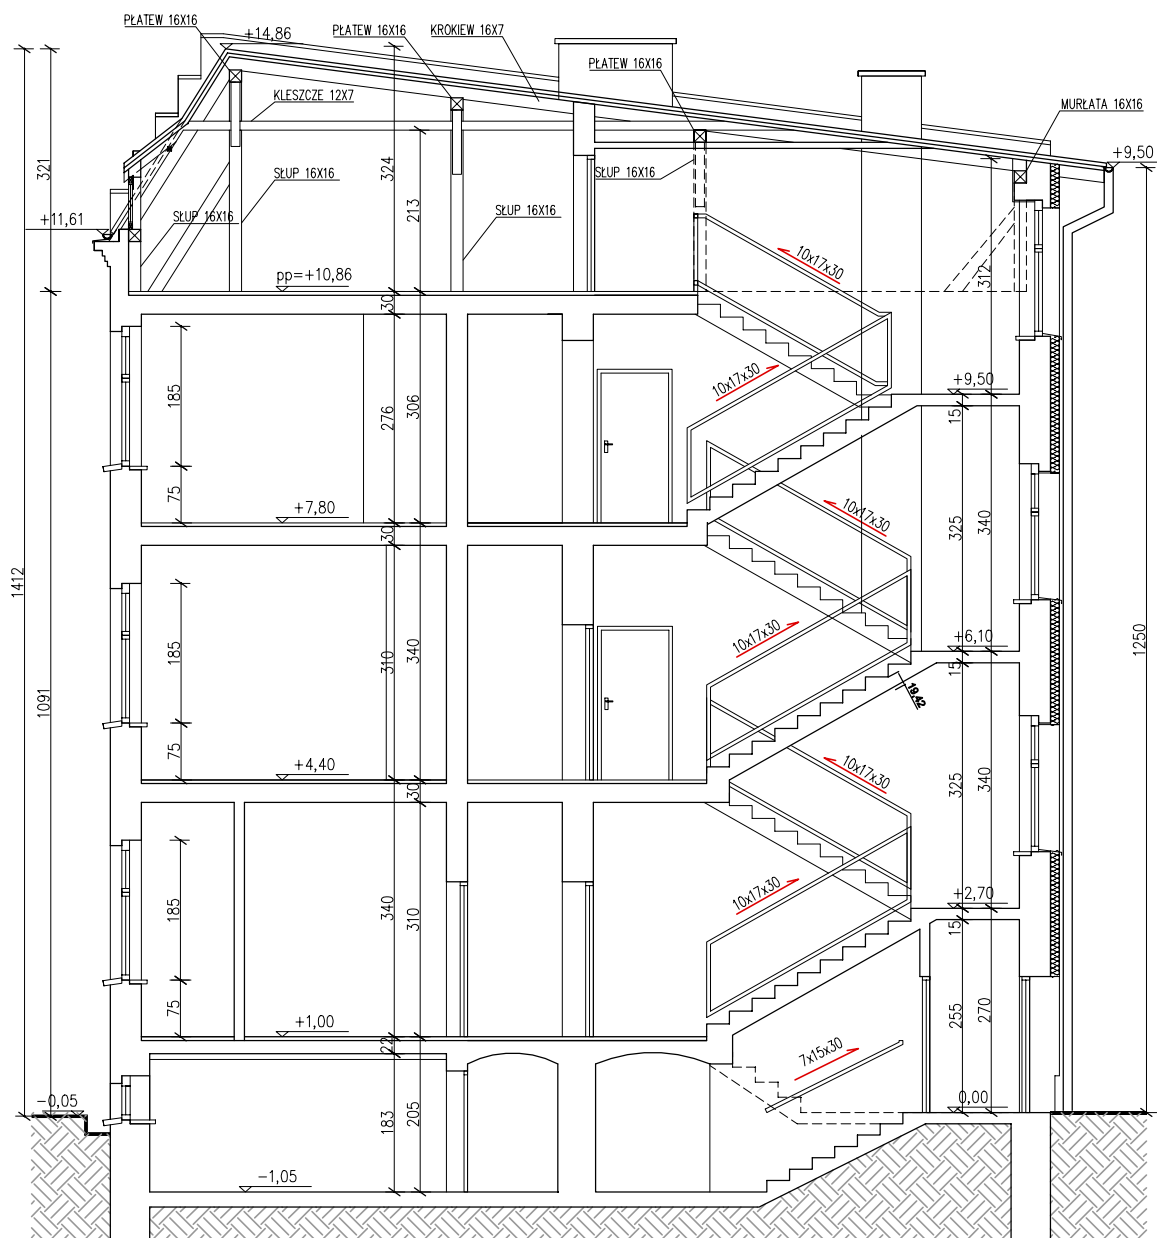 PŁATEW 16X16
+14,86
PŁATEW 16X16
KROKIEW 16X7
PŁATEW 16X16
KLESZCZE 12X7
MURŁATA 16X16
+9,50
321
324
213
SŁUP 16X16
SŁUP 16X16
SŁUP 16X16
SŁUP 16X16
+11,61
pp=+10,86
10x17x30
312
30
185
276
306
10x17x30
+9,50
15
75
+7,80
10x17x30
325
340
30
1412
1091
185
310
340
10x17x30
+6,10
15
19,42
1250
75
+4,40
10x17x30
325
340
30
185
340
310
10x17x30
+2,70
15
75
+1,00
255
270
22
7x15x30
-0,05
0,00
183
205
-1,05